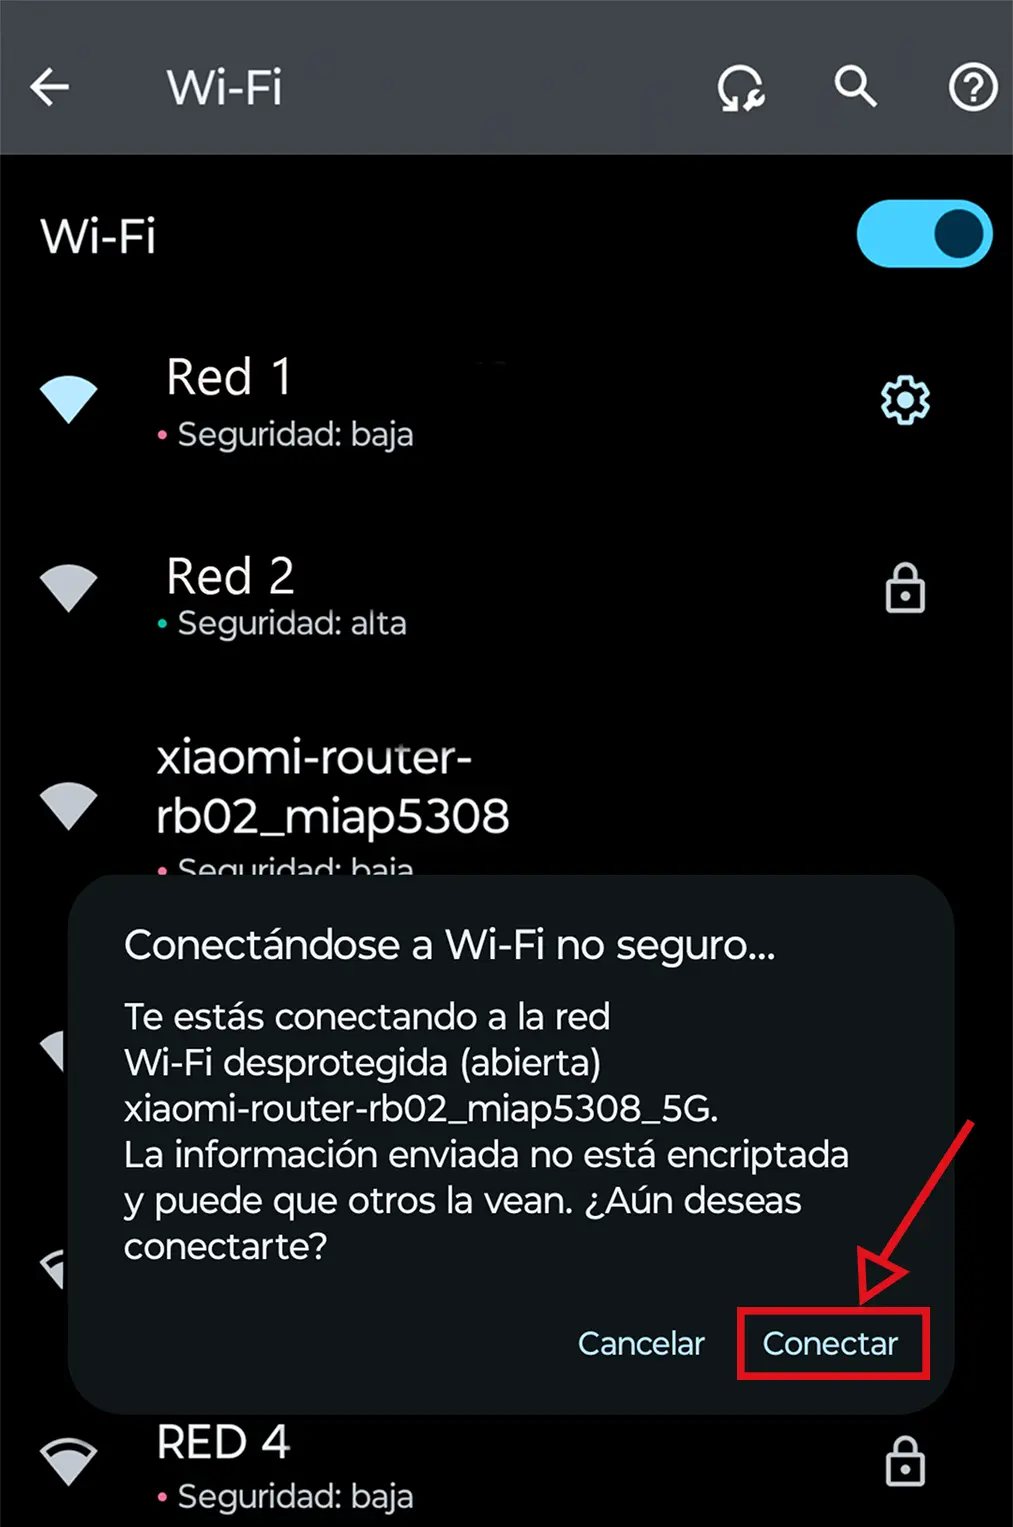 Wi-Fi
Wi-Fi
Red 1
Seguridad: baja
Red 2
Seguridad: alta
xiaomi-router-
rb02_miap5308
Seguridad: baja
Conectándose a Wi-Fi no seguro...
Te estás conectando a la red
Wi-Fi desprotegida (abierta)
xiaomi-router-rb02_miap5308_5G.
La información enviada no está encriptada
y puede que otros la vean. ¿Aún deseas
conectarte?
Cancelar Conectar
RED 4
Seguridad: baja